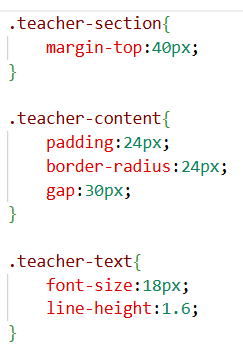 .teacher-section{
    margin-top:40px;
}

.teacher-content{
    padding:24px;
    border-radius:24px;
    gap:30px;
}

.teacher-text{
    font-size:18px;
    line-height:1.6;
}